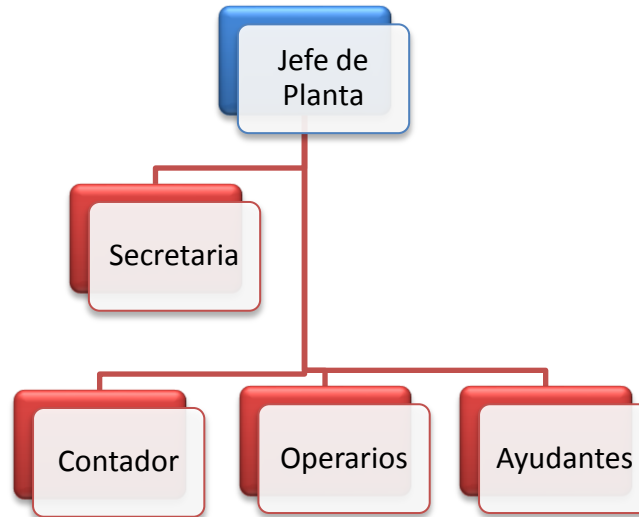 Jefe de
Planta
Secretaria
Contador
Operarios
Ayudantes